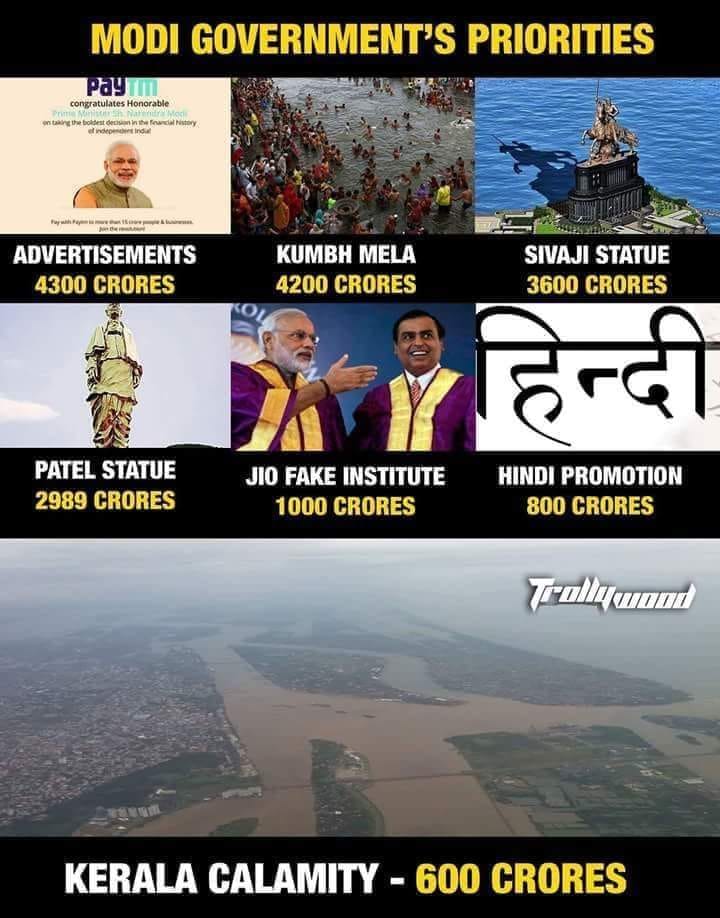 MODI GOVERNMENT'S PRIORITIES
Paytm
congratulates Honorable
Prime Minister Sh. Narendra Modi
on taking the boldest decision in the financial history
of independent India!
Pay with Paytm to more than 15 crore people & businesses.
Join the revolution!
ADVERTISEMENTS
4300 CRORES
KUMBH MELA
4200 CRORES
SIVAJI STATUE
3600 CRORES
PATEL STATUE
2989 CRORES
JIO FAKE INSTITUTE
1000 CRORES
हिन्दी
HINDI PROMOTION
800 CRORES
Trollywood
KERALA CALAMITY - 600 CRORES